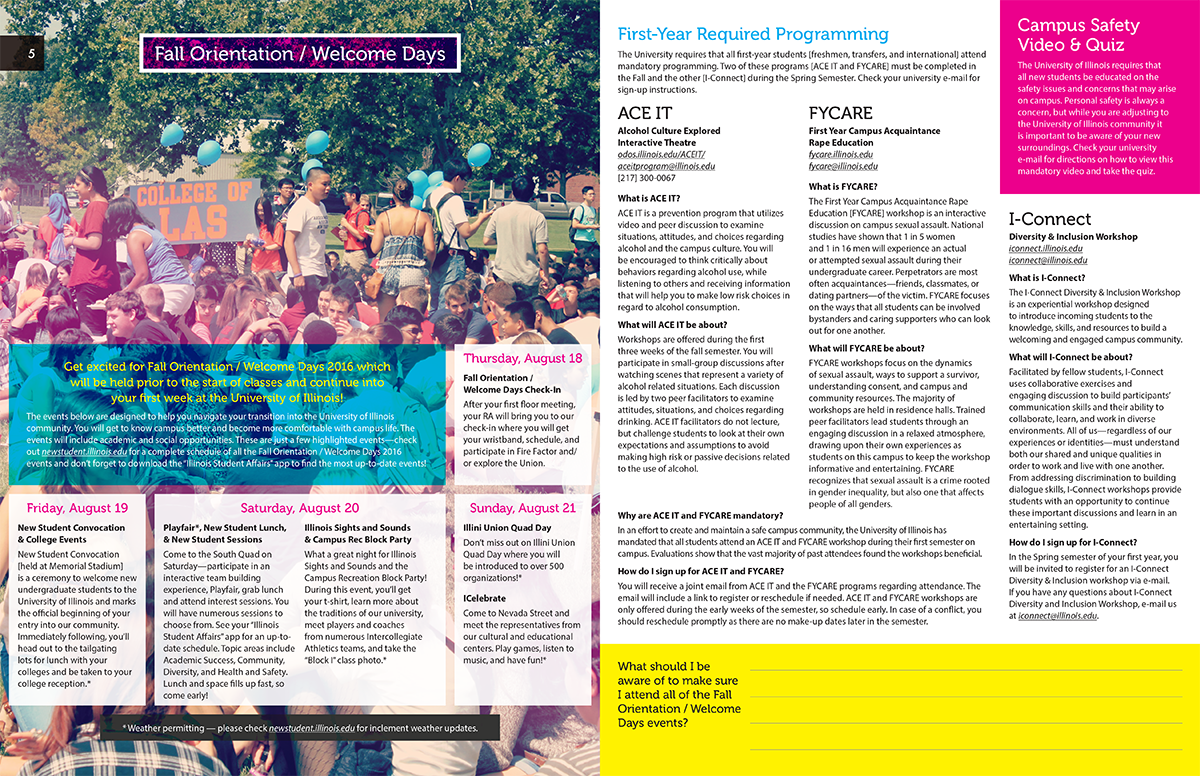 5
Fall Orientation / Welcome Days
COLLEGE OF
LAS
Get excited for Fall Orientation / Welcome Days 2016 which
will be held prior to the start of classes and continue into
your first week at the University of Illinois!
The events below are designed to help you navigate your transition into the University of Illinois
community. You will get to know campus better and become more comfortable with campus life. The
events will include academic and social opportunities. These are just a few highlighted events—check
out newstudent.illinois.edu for a complete schedule of all the Fall Orientation / Welcome Days 2016
events and don't forget to download the "Illinois Student Affairs" app to find the most up-to-date events!
Thursday, August 18
Fall Orientation /
Welcome Days Check-In
After your first floor meeting,
your RA will bring you to our
check-in where you will get
your wristband, schedule, and
participate in Fire Factor and/
or explore the Union.
Friday, August 19
New Student Convocation
& College Events
New Student Convocation
[held at Memorial Stadium]
is a ceremony to welcome new
undergraduate students to the
University of Illinois and marks
the official beginning of your
entry into our community.
Immediately following, you'll
head out to the tailgating
lots for lunch with your
colleges and be taken to your
college reception.*
Saturday, August 20
Playfair*, New Student Lunch,
& New Student Sessions
Come to the South Quad on
Saturday—participate in an
interactive team building
experience, Playfair, grab lunch
and attend interest sessions. You
will have numerous sessions to
choose from. See your "Illinois
Student Affairs" app for an up-to-
date schedule. Topic areas include
Academic Success, Community,
Diversity, and Health and Safety.
Lunch and space fills up fast, so
come early!
Illinois Sights and Sounds
& Campus Rec Block Party
What a great night for Illinois
Sights and Sounds and the
Campus Recreation Block Party!
During this event, you'll get
your t-shirt, learn more about
the traditions of our university,
meet players and coaches
from numerous Intercollegiate
Athletics teams, and take the
"Block I" class photo.*
Sunday, August 21
Illini Union Quad Day
Don't miss out on Illini Union
Quad Day where you will
be introduced to over 500
organizations!*
ICelebrate
Come to Nevada Street and
meet the representatives from
our cultural and educational
centers. Play games, listen to
music, and have fun!*
* Weather permitting — please check newstudent.illinois.edu for inclement weather updates.
First-Year Required Programming
The University requires that all first-year students [freshmen, transfers, and international] attend
mandatory programming. Two of these programs [ACE IT and FYCARE] must be completed in
the Fall and the other [I-Connect] during the Spring Semester. Check your university e-mail for
sign-up instructions.
ACE IT
Alcohol Culture Explored
Interactive Theatre
odos.illinois.edu/ACEIT/
aceitprogram@illinois.edu
[217] 300-0067
What is ACE IT?
ACE IT is a prevention program that utilizes
video and peer discussion to examine
situations, attitudes, and choices regarding
alcohol and the campus culture. You will
be encouraged to think critically about
behaviors regarding alcohol use, while
listening to others and receiving information
that will help you to make low risk choices in
regard to alcohol consumption.
What will ACE IT be about?
Workshops are offered during the first
three weeks of the fall semester. You will
participate in small-group discussions after
watching scenes that represent a variety of
alcohol related situations. Each discussion
is led by two peer facilitators to examine
attitudes, situations, and choices regarding
drinking. ACE IT facilitators do not lecture,
but challenge students to look at their own
expectations and assumptions to avoid
making high risk or passive decisions related
to the use of alcohol.
FYCARE
First Year Campus Acquaintance
Rape Education
fycare.illinois.edu
fycare@illinois.edu
What is FYCARE?
The First Year Campus Acquaintance Rape
Education [FYCARE] workshop is an interactive
discussion on campus sexual assault. National
studies have shown that 1 in 5 women
and 1 in 16 men will experience an actual
or attempted sexual assault during their
undergraduate career. Perpetrators are most
often acquaintances—friends, classmates, or
dating partners—of the victim. FYCARE focuses
on the ways that all students can be involved
bystanders and caring supporters who can look
out for one another.
What will FYCARE be about?
FYCARE workshops focus on the dynamics
of sexual assault, ways to support a survivor,
understanding consent, and campus and
community resources. The majority of
workshops are held in residence halls. Trained
peer facilitators lead students through an
engaging discussion in a relaxed atmosphere,
drawing upon their own experiences as
students on this campus to keep the workshop
informative and entertaining. FYCARE
recognizes that sexual assault is a crime rooted
in gender inequality, but also one that affects
people of all genders.
Why are ACE IT and FYCARE mandatory?
In an effort to create and maintain a safe campus community, the University of Illinois has
mandated that all students attend an ACE IT and FYCARE workshop during their first semester on
campus. Evaluations show that the vast majority of past attendees found the workshops beneficial.
How do I sign up for ACE IT and FYCARE?
You will receive a joint email from ACE IT and the FYCARE programs regarding attendance. The
email will include a link to register or reschedule if needed. ACE IT and FYCARE workshops are
only offered during the early weeks of the semester, so schedule early. In case of a conflict, you
should reschedule promptly as there are no make-up dates later in the semester.
Campus Safety
Video & Quiz
The University of Illinois requires that
all new students be educated on the
safety issues and concerns that may arise
on campus. Personal safety is always a
concern, but while you are adjusting to
the University of Illinois community it
is important to be aware of your new
surroundings. Check your university
e-mail for directions on how to view this
mandatory video and take the quiz.
I-Connect
Diversity & Inclusion Workshop
iconnect.illinois.edu
iconnect@illinois.edu
What is I-Connect?
The I-Connect Diversity & Inclusion Workshop
is an experiential workshop designed
to introduce incoming students to the
knowledge, skills, and resources to build a
welcoming and engaged campus community.
What will I-Connect be about?
Facilitated by fellow students, I-Connect
uses collaborative exercises and
engaging discussion to build participants'
communication skills and their ability to
collaborate, learn, and work in diverse
environments. All of us—regardless of our
experiences or identities—must understand
both our shared and unique qualities in
order to work and live with one another.
From addressing discrimination to building
dialogue skills, I-Connect workshops provide
students with an opportunity to continue
these important discussions and learn in an
entertaining setting.
How do I sign up for I-Connect?
In the Spring semester of your first year, you
will be invited to register for an I-Connect
Diversity & Inclusion workshop via e-mail.
If you have any questions about I-Connect
Diversity and Inclusion Workshop, e-mail us
at iconnect@illinois.edu.
What should I be
aware of to make sure
I attend all of the Fall
Orientation / Welcome
Days events?